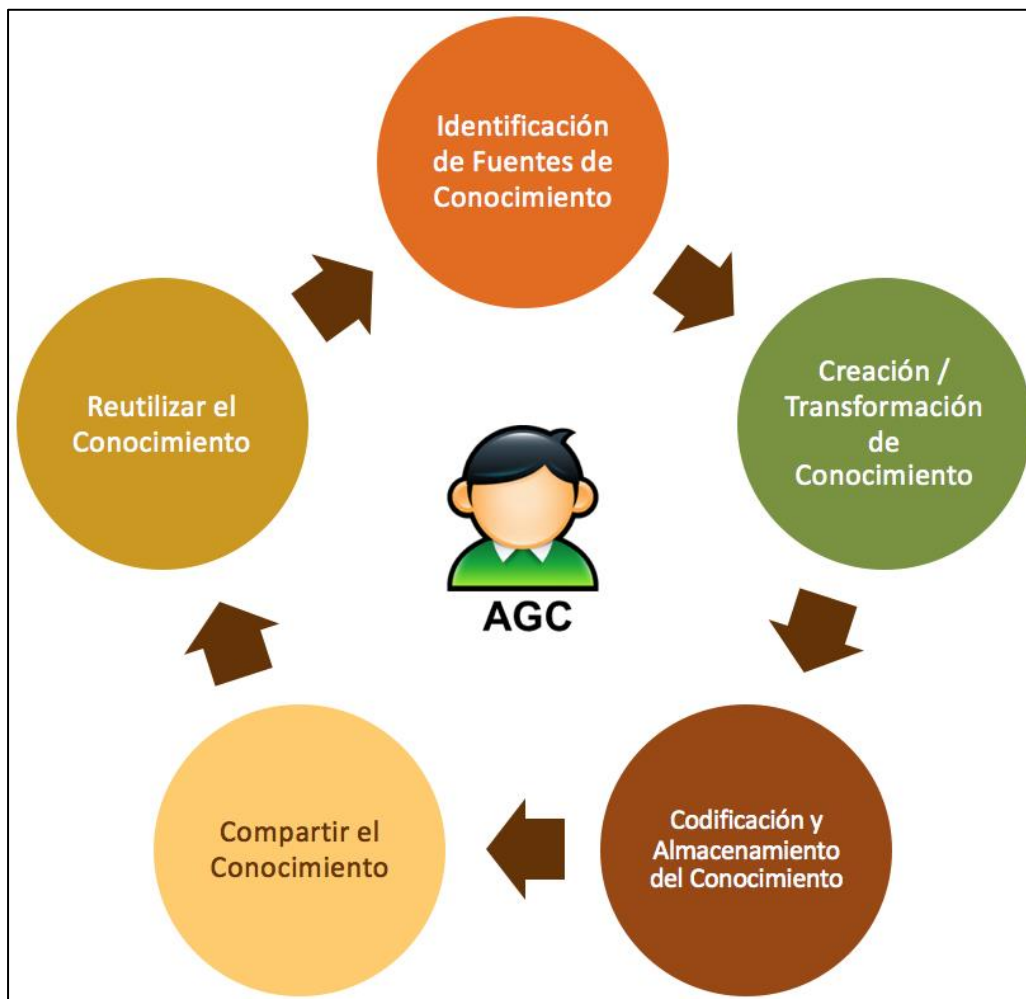 Identificación
de Fuentes de
Conocimiento
Creación /
Transformación
de
Conocimiento
Codificación y
Almacenamiento
del Conocimiento
Compartir el
Conocimiento
Reutilizar el
Conocimiento
AGC